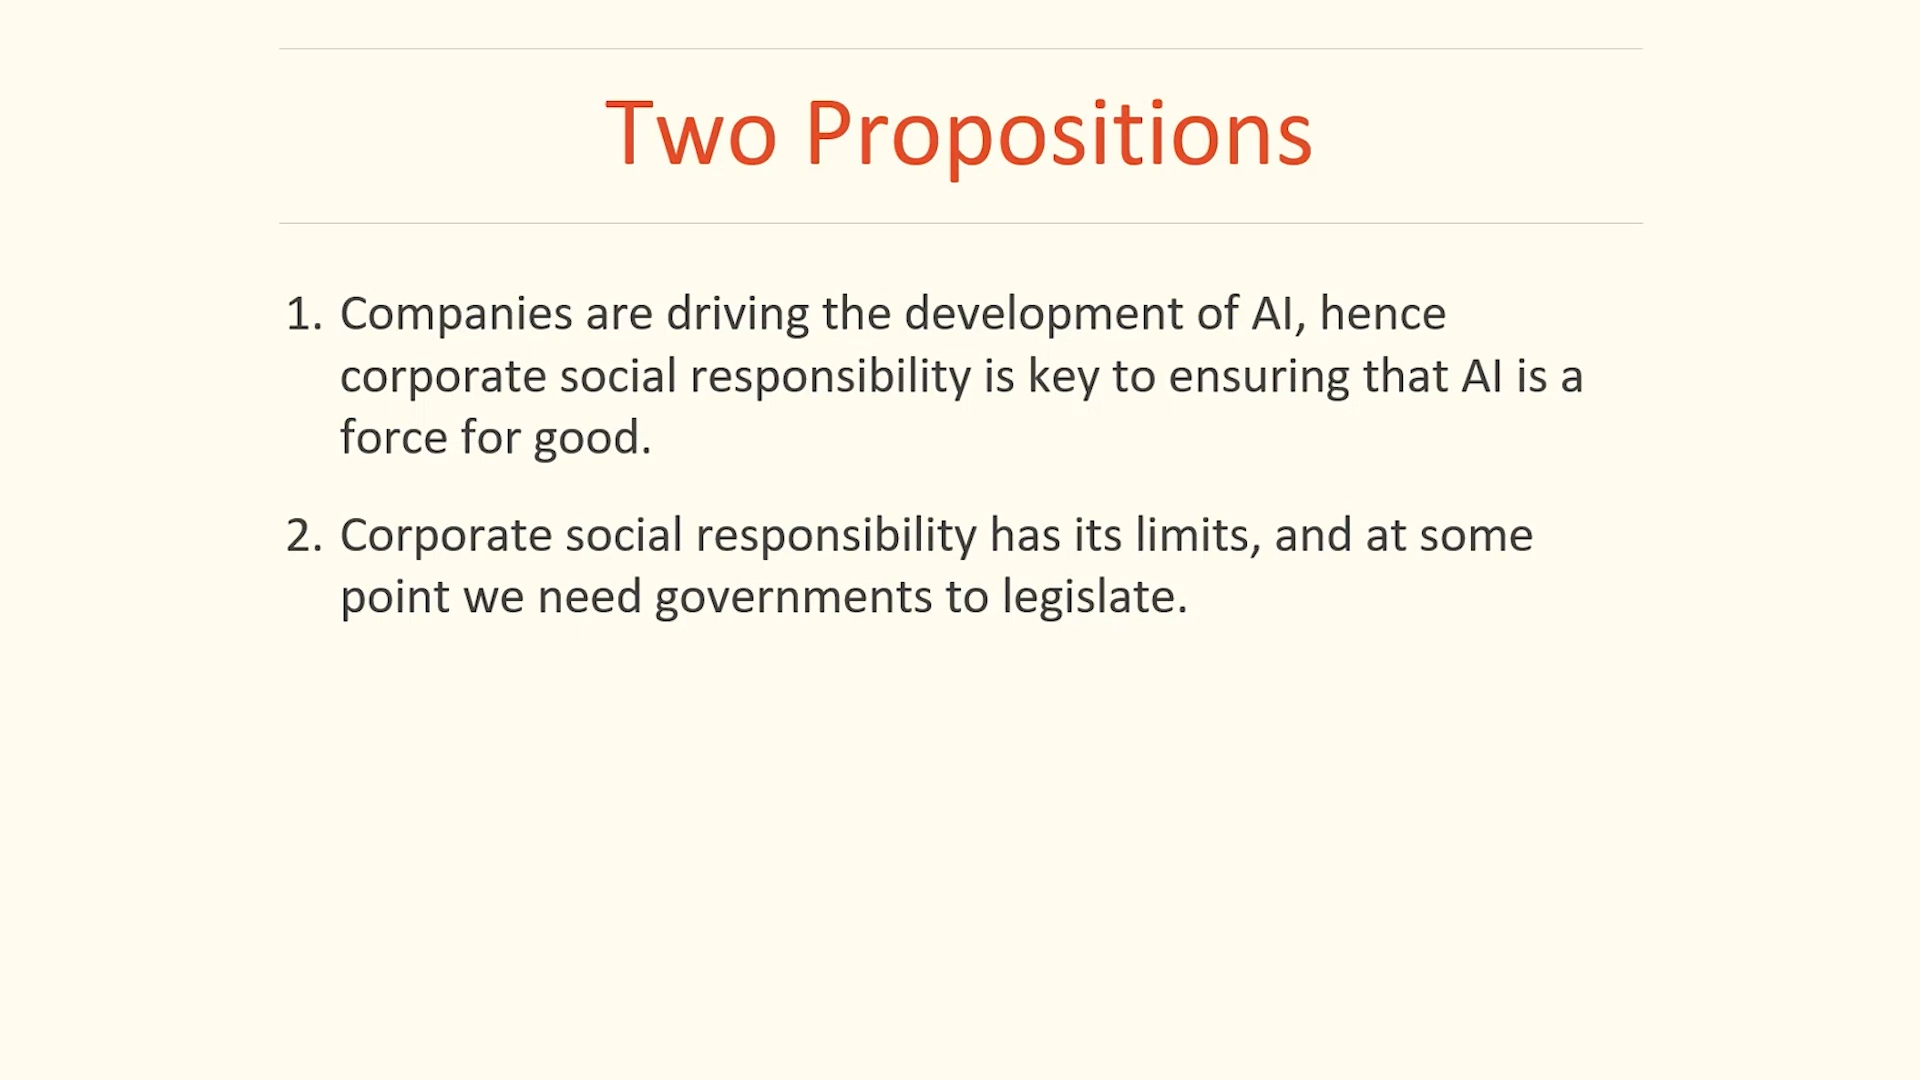 Two Propositions
1. Companies are driving the development of AI, hence
corporate social responsibility is key to ensuring that AI is a
force for good.
2. Corporate social responsibility has its limits, and at some
point we need governments to legislate.